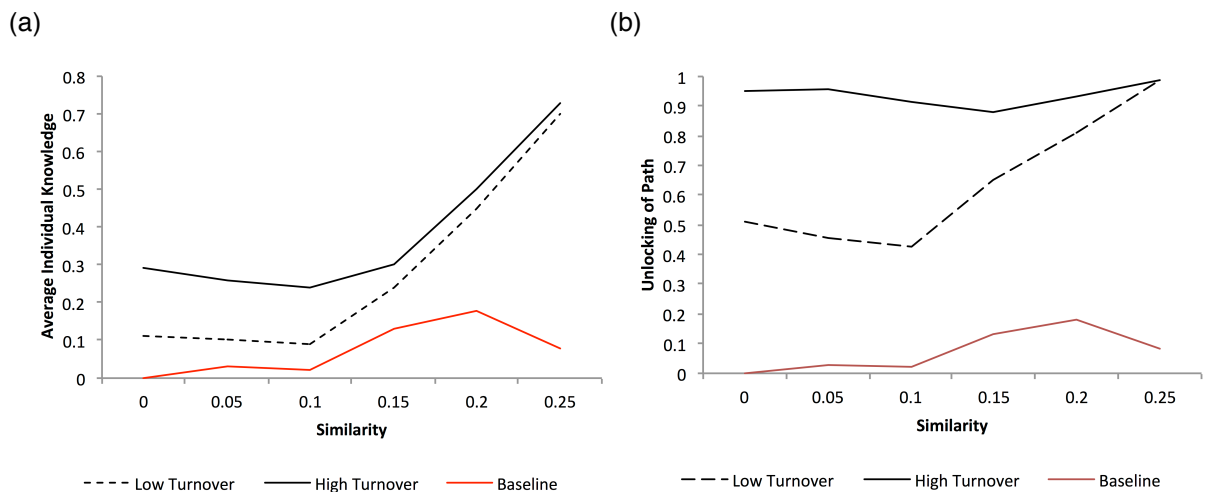 (a)
Average Individual Knowledge
0.8
0.7
0.6
0.5
0.4
0.3
0.2
0.1
0
0 0.05 0.1 0.15 0.2 0.25
Similarity
Low Turnover High Turnover Baseline
(b)
Unlocking of Path
1
0.9
0.8
0.7
0.6
0.5
0.4
0.3
0.2
0.1
0
0 0.05 0.1 0.15 0.2 0.25
Similarity
Low Turnover High Turnover Baseline